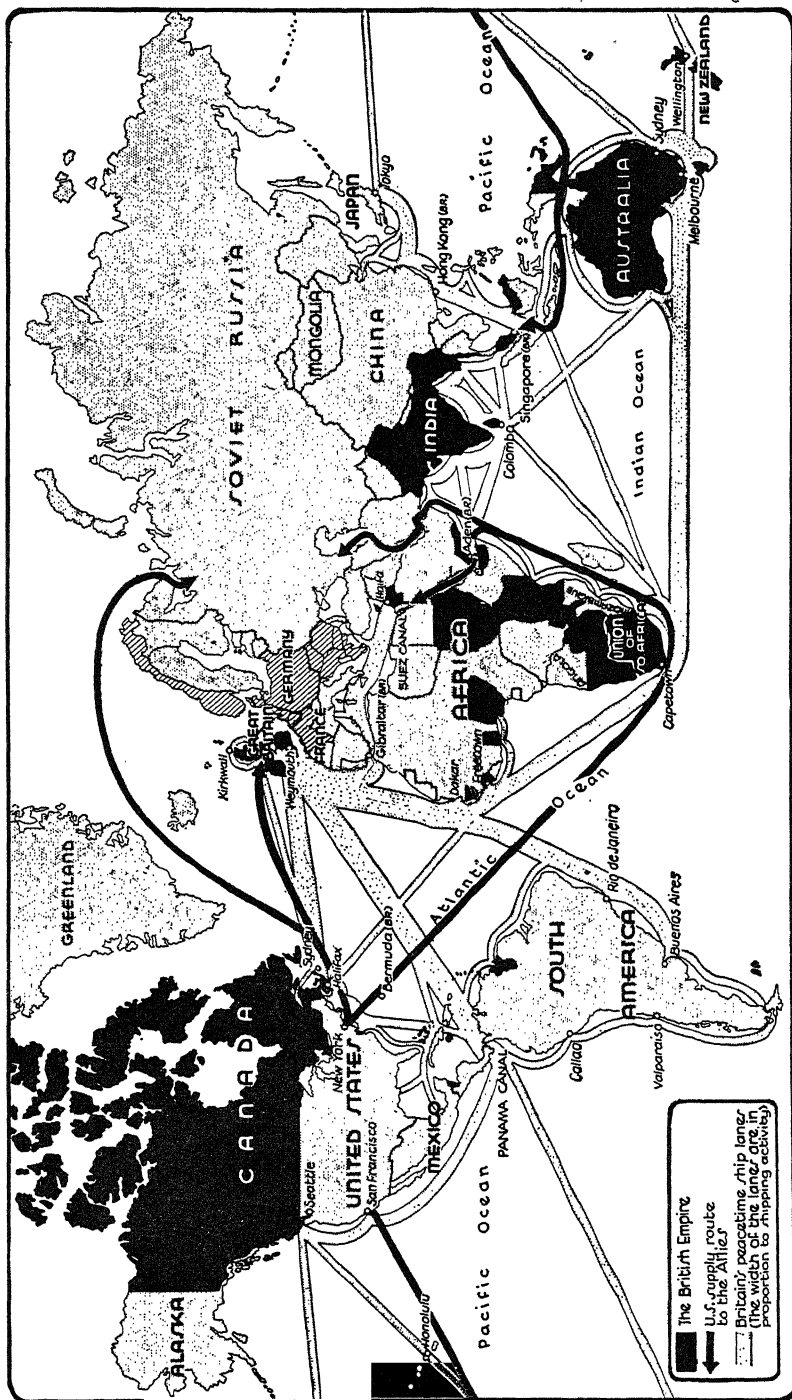 ALASKA
CANADA
GREENLAND
Seattle
San Francisco
UNITED STATES
New York
Sydney
Halifax
Bermuda (BR)
MEXICO
PANAMA CANAL
Honolulu
Pacific Ocean
Atlantic Ocean
SOUTH
AMERICA
Callao
Valparaiso
Rio de Janeiro
Buenos Aires
Kirkwall
GREAT
BRITAIN
Weymouth
GERMANY
FRANCE
Gibraltar (BR)
SUEZ CANAL
Haifa
Dakar
Freetown
AFRICA
Aden (BR)
UNION
OF
SO AFRICA
Capetown
SOVIET RUSSIA
MONGOLIA
CHINA
JAPAN
Tokyo
Hong Kong (BR)
INDIA
Colombo
Singapore (BR)
Indian Ocean
Pacific Ocean
AUSTRALIA
Sydney
Melbourne
Wellington
NEW ZEALAND
The British Empire
U.S. supply route
to the Allies
Britain's peacetime ship lanes
(The width of the lanes are in
proportion to shipping activity)